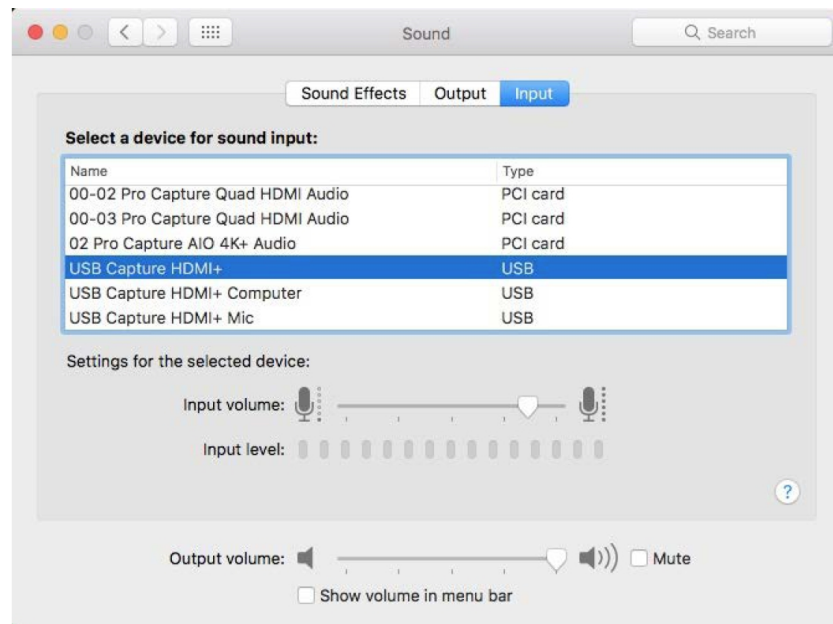 Sound
Search
Sound Effects Output Input
Select a device for sound input:
Name Type
00-02 Pro Capture Quad HDMI Audio PCI card
00-03 Pro Capture Quad HDMI Audio PCI card
02 Pro Capture AIO 4K+ Audio PCI card
USB Capture HDMI+ USB
USB Capture HDMI+ Computer USB
USB Capture HDMI+ Mic USB
Settings for the selected device:
Input volume:
Input level:
?
Output volume: Mute
Show volume in menu bar